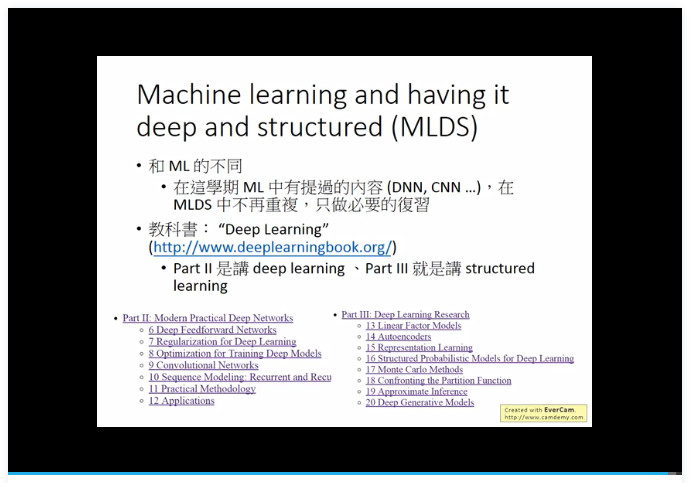 Machine learning and having it
deep and structured (MLDS)
• 和 ML 的不同
• 在這學期 ML 中有提過的內容 (DNN, CNN ...)，在
MLDS 中不再重複，只做必要的復習
• 教科書： “Deep Learning”
(http://www.deeplearningbook.org/)
• Part II 是講 deep learning 、Part III 就是講 structured
learning
• Part II: Modern Practical Deep Networks
◦ 6 Deep Feedforward Networks
◦ 7 Regularization for Deep Learning
◦ 8 Optimization for Training Deep Models
◦ 9 Convolutional Networks
◦ 10 Sequence Modeling: Recurrent and Recu
◦ 11 Practical Methodology
◦ 12 Applications
• Part III: Deep Learning Research
◦ 13 Linear Factor Models
◦ 14 Autoencoders
◦ 15 Representation Learning
◦ 16 Structured Probabilistic Models for Deep Learning
◦ 17 Monte Carlo Methods
◦ 18 Confronting the Partition Function
◦ 19 Approximate Inference
◦ 20 Deep Generative Models
Created with EverCam.
http://www.camdemy.com